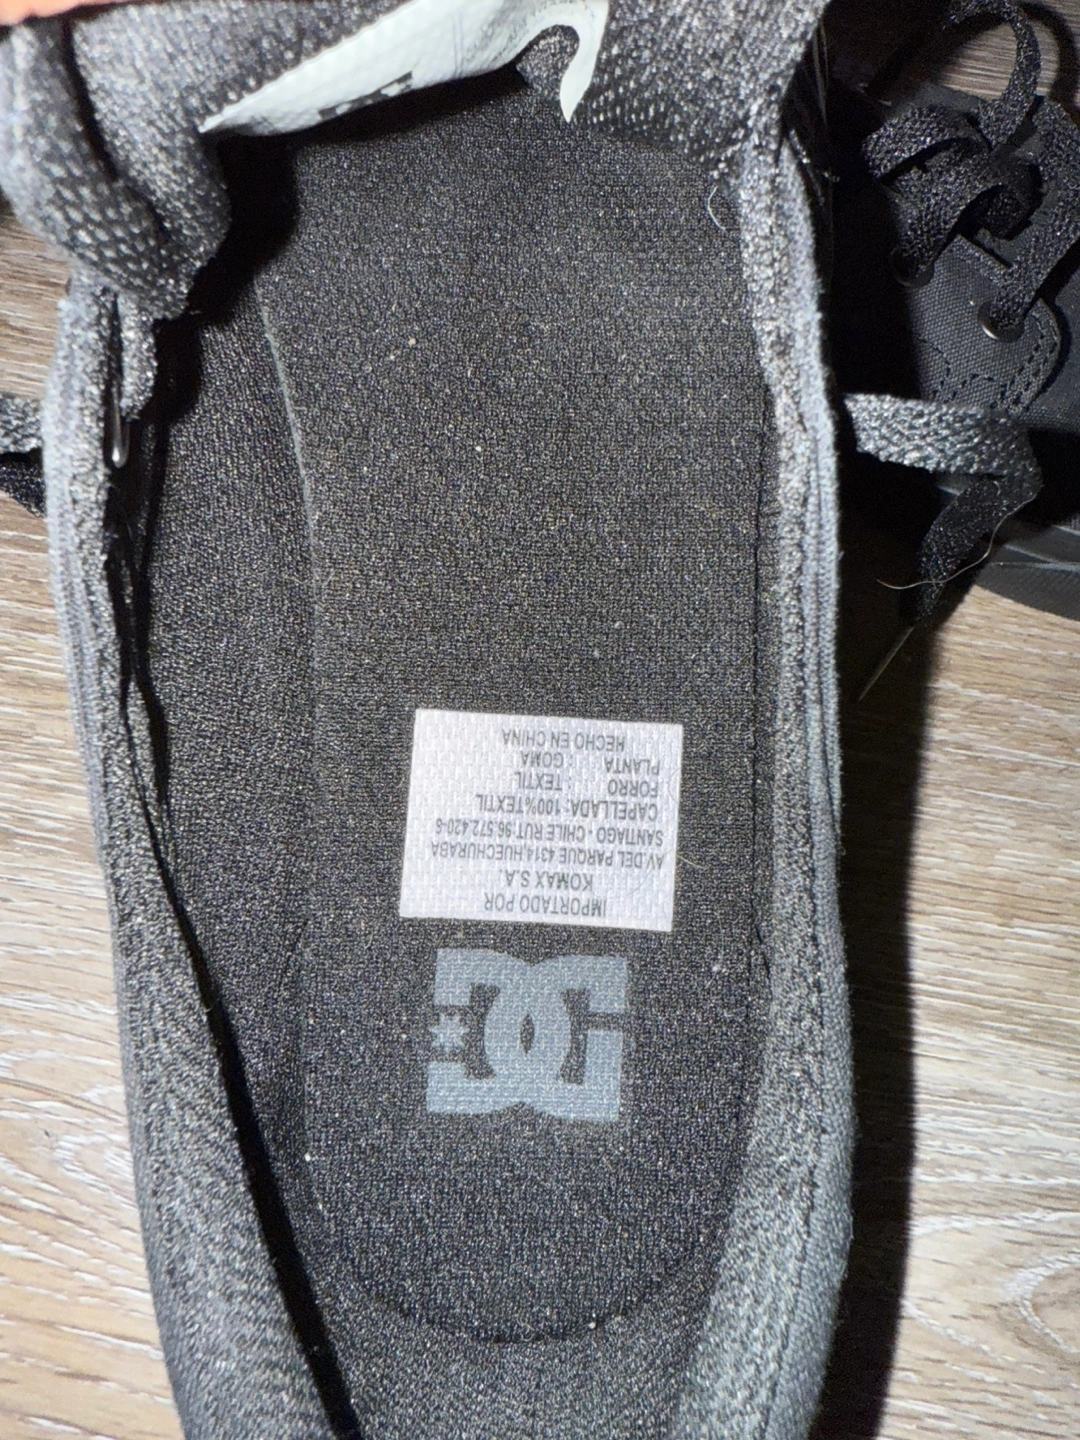 IMPORTADO POR
KOMAX S.A.
AV.DEL PARQUE 4314,HUECHURABA
SANTIAGO - CHILE RUT:96.572.420-6
CAPELLADA: 100%TEXTIL
FORRO : TEXTIL
PLANTA : GOMA
HECHO EN CHINA
DC